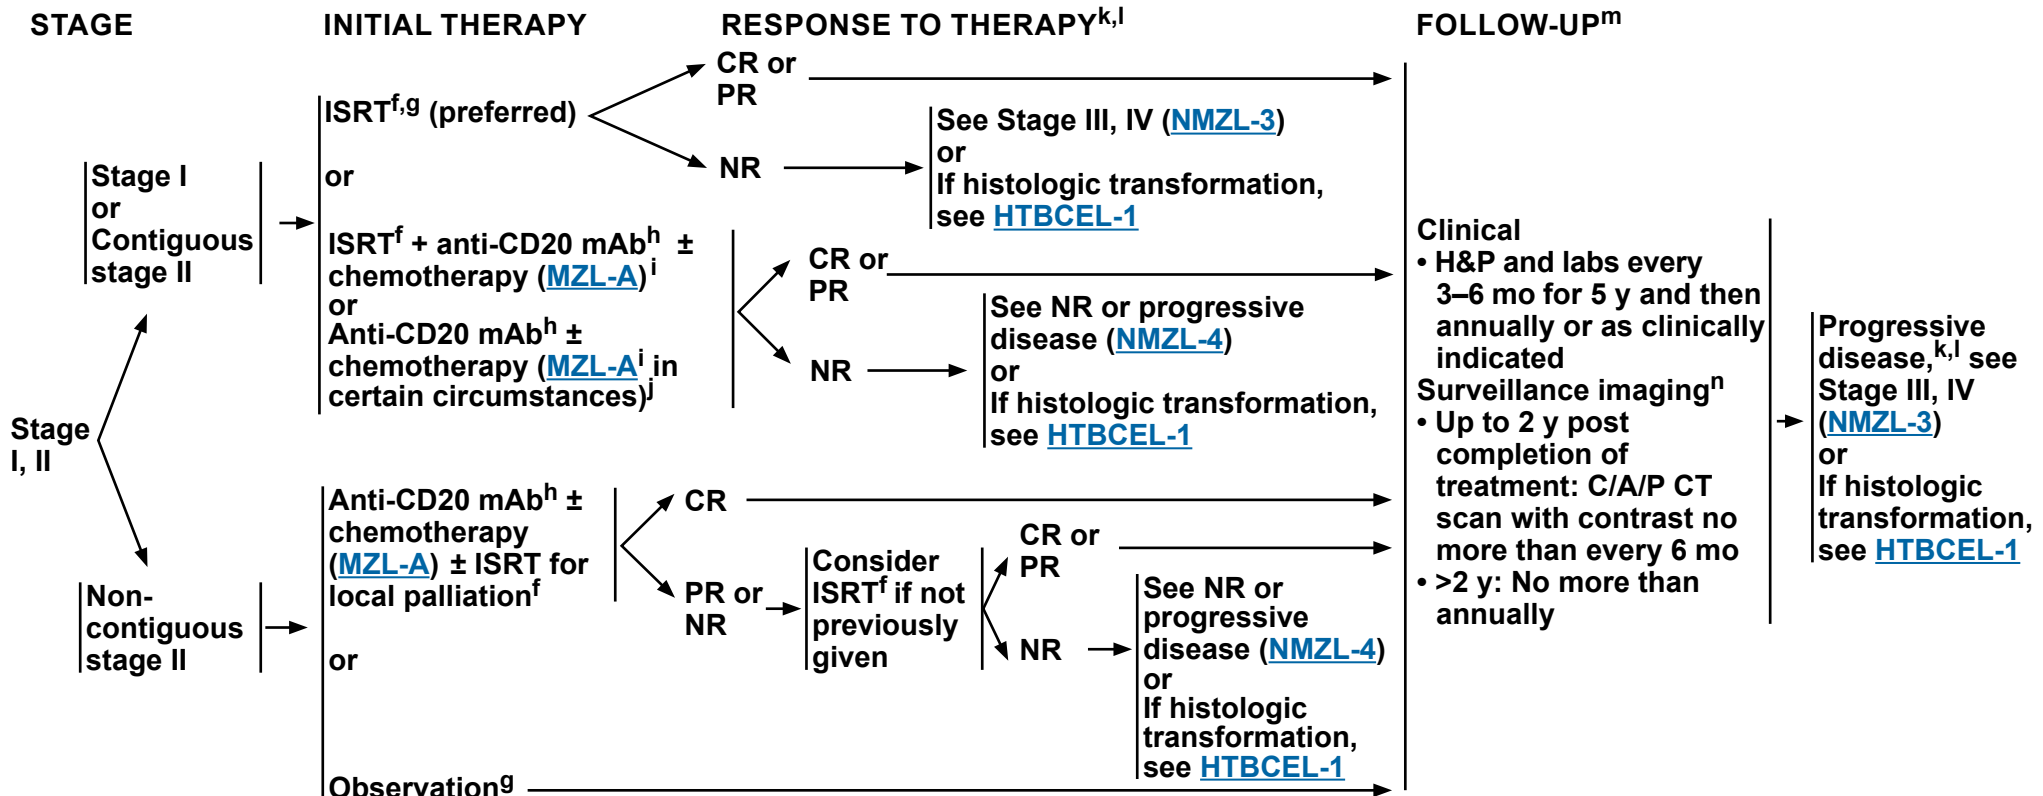 STAGE
INITIAL THERAPY
RESPONSE TO THERAPYk,l
FOLLOW-UPm
Stage
I, II
Stage I
or
Contiguous
stage II
ISRTf,g (preferred)
or
ISRTf + anti-CD20 mAbh ±
chemotherapy (MZL-A)i
or
Anti-CD20 mAbh ±
chemotherapy (MZL-Ai in
certain circumstances)j
CR or
PR
NR
See Stage III, IV (NMZL-3)
or
If histologic transformation,
see HTBCEL-1
CR or
PR
NR
See NR or progressive
disease (NMZL-4)
or
If histologic transformation,
see HTBCEL-1
Non-
contiguous
stage II
Anti-CD20 mAbh ±
chemotherapy
(MZL-A) ± ISRT for
local palliationf
or
Observationg
CR
PR or
NR
Consider
ISRTf if not
previously
given
CR or
PR
NR
See NR or
progressive
disease (NMZL-4)
or
If histologic
transformation,
see HTBCEL-1
Clinical
• H&P and labs every
3–6 mo for 5 y and then
annually or as clinically
indicated
Surveillance imagingn
• Up to 2 y post
completion of
treatment: C/A/P CT
scan with contrast no
more than every 6 mo
• >2 y: No more than
annually
Progressive
disease,k,l see
Stage III, IV
(NMZL-3)
or
If histologic
transformation,
see HTBCEL-1